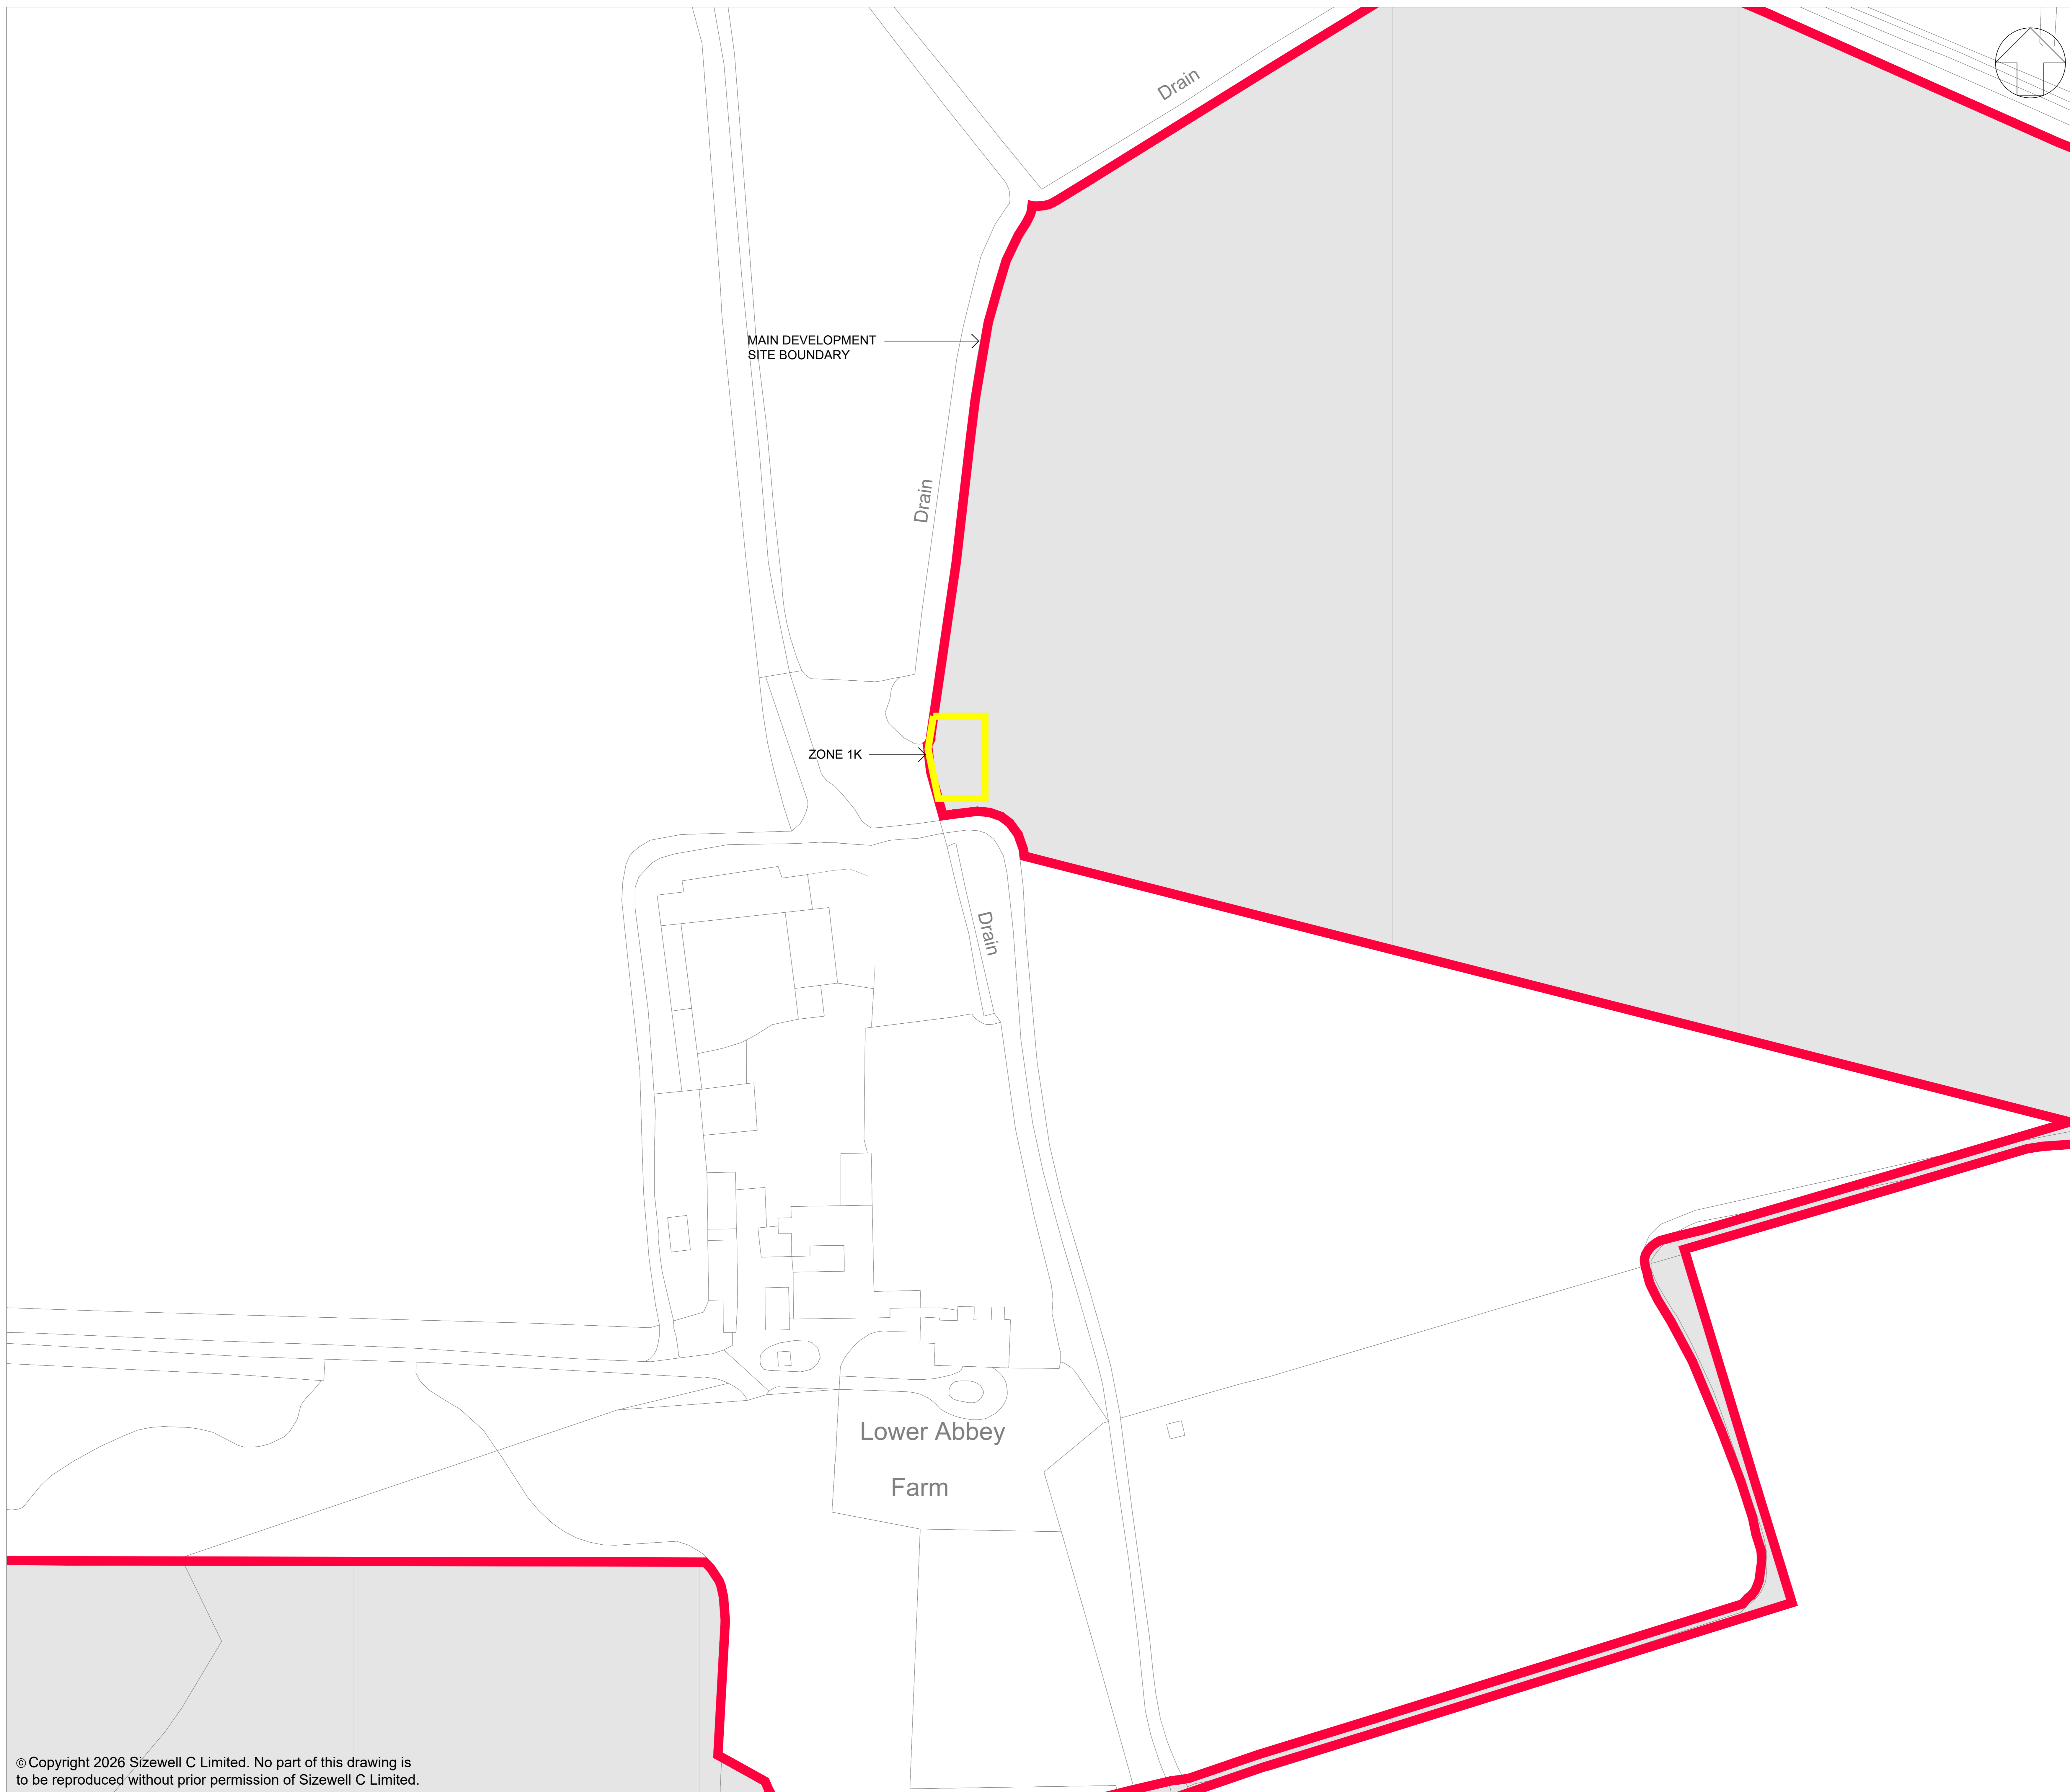 Drain
MAIN DEVELOPMENT
SITE BOUNDARY
Drain
ZONE 1K
Drain
Lower Abbey
Farm
© Copyright 2026 Sizewell C Limited. No part of this drawing is
to be reproduced without prior permission of Sizewell C Limited.